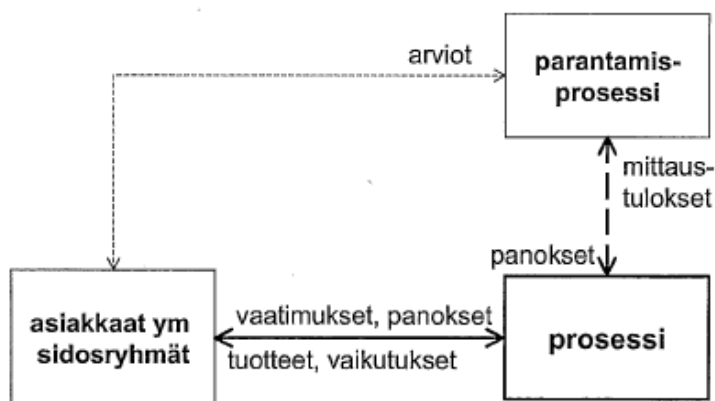 arviot
parantamis-
prosessi
mittaus-
tulokset
panokset
asiakkaat ym
sidosryhmät
vaatimukset, panokset
tuotteet, vaikutukset
prosessi